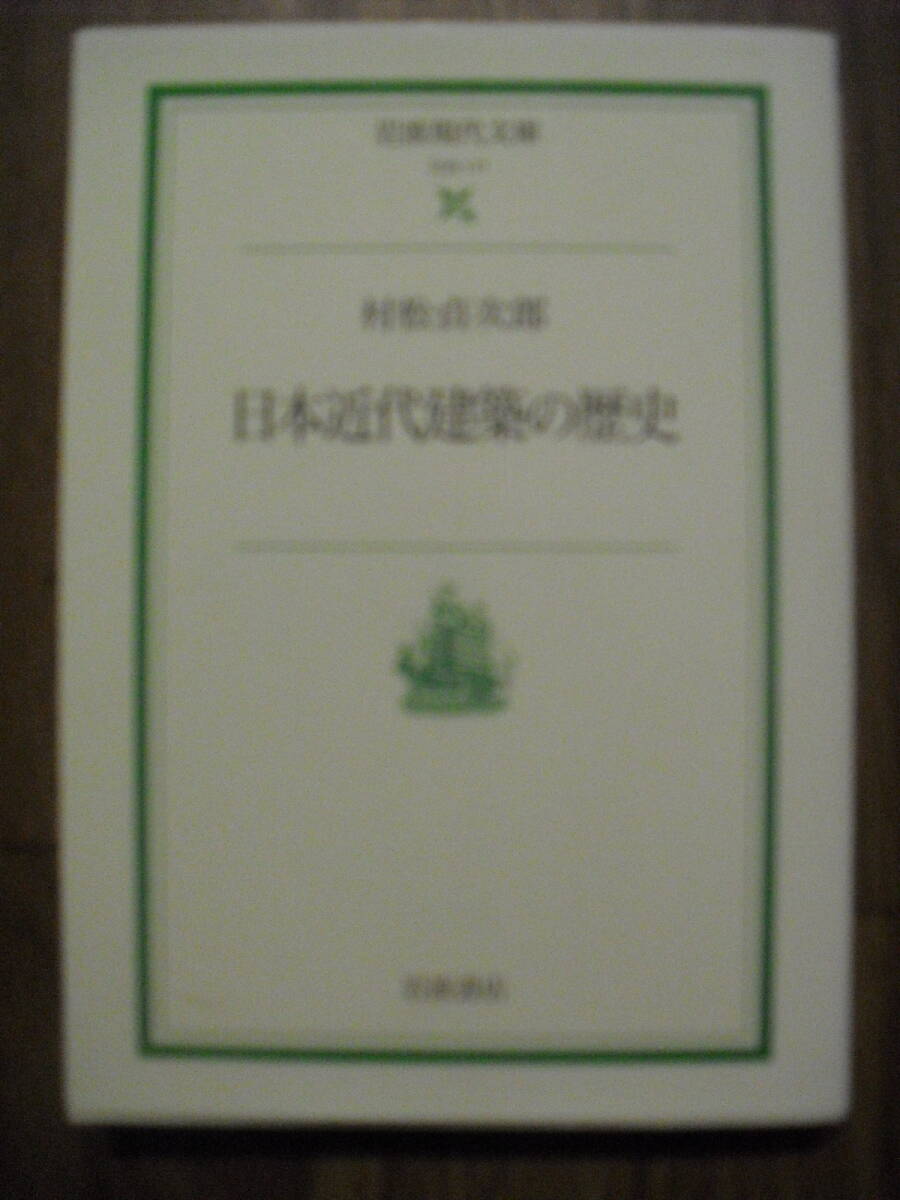 岩波現代文庫
村松貞次郎
日本近代建築の歴史
岩波書店